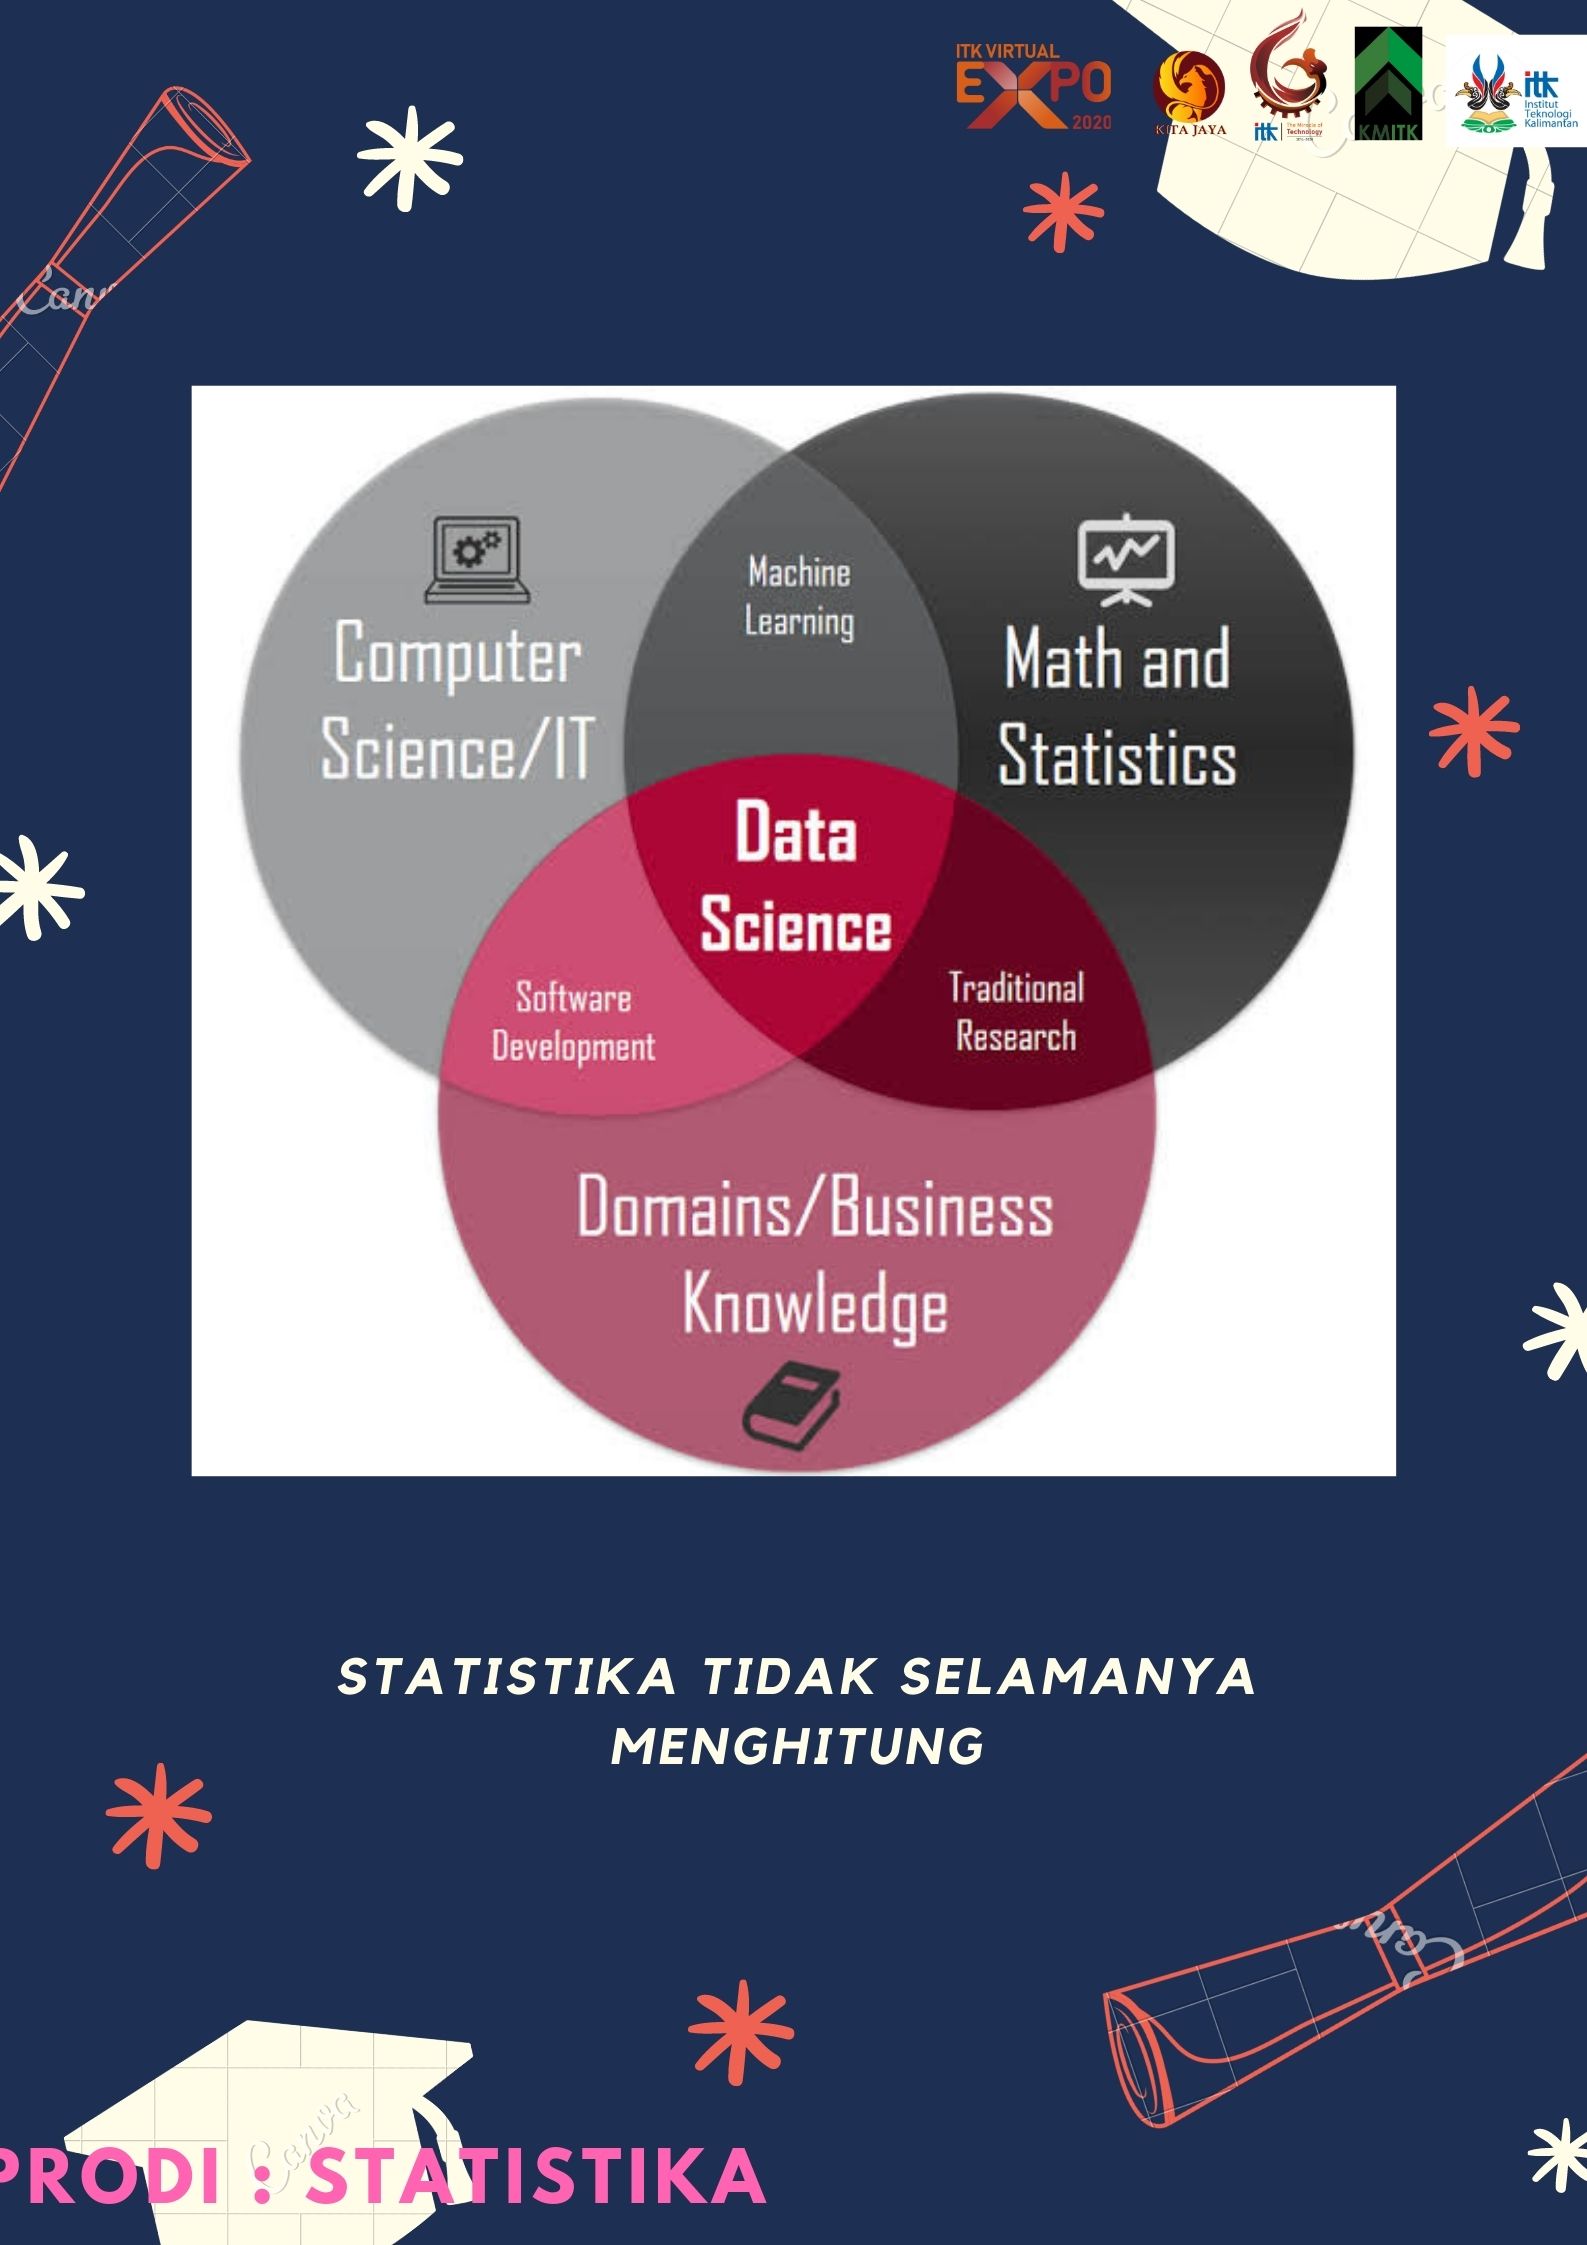 ITK VIRTUAL
EXPO
2020
KITA JAYA
itk
The Miracle of
Technology
KMITK
itk
Institut
Teknologi
Kalimantan
Canva
Machine
Learning
Computer
Science/IT
Math and
Statistics
Data
Science
Software
Development
Traditional
Research
Domains/Business
Knowledge
STATISTIKA TIDAK SELAMANYA
MENGHITUNG
Canva
PRODI : STATISTIKA